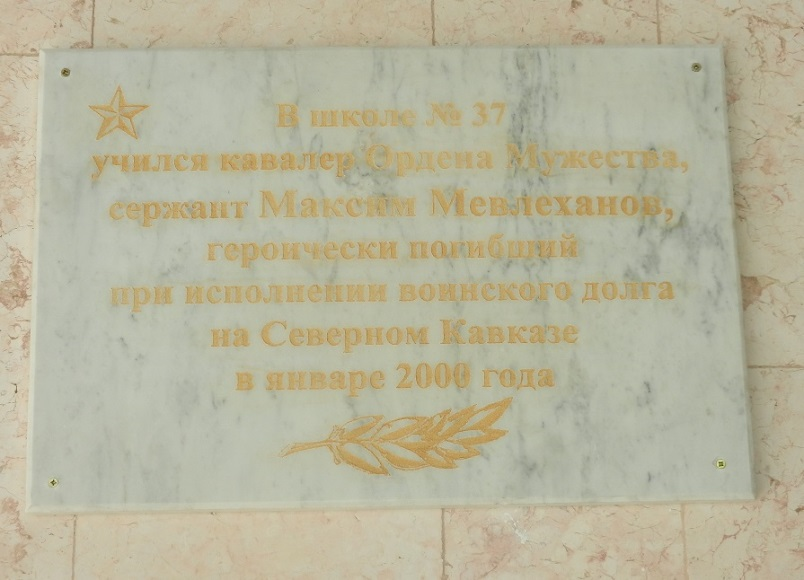 В школе № 37
учился кавалер Ордена Мужества,
сержант Максим Мевлеханов,
героически погибший
при исполнении воинского долга
на Северном Кавказе
в январе 2000 года